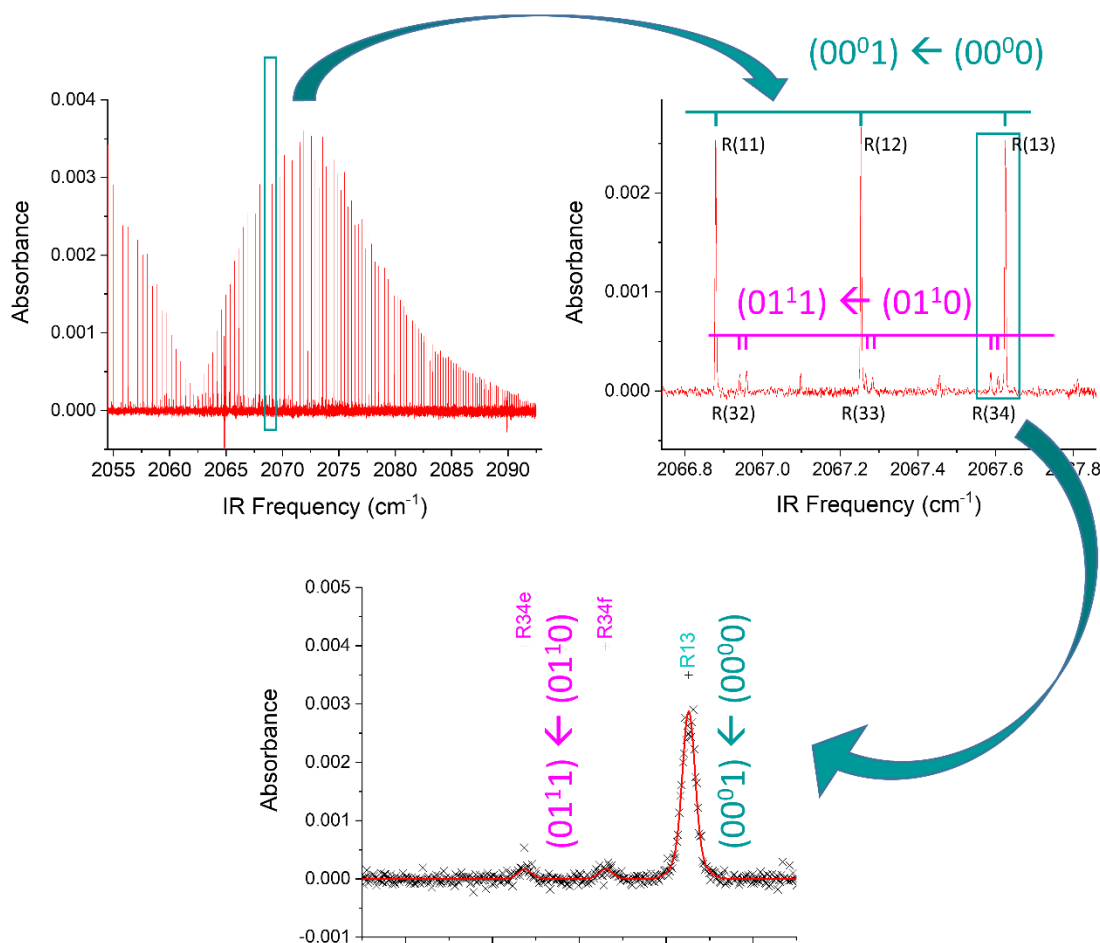 (00⁰1) ← (00⁰0)
0.004
0.003
0.002
0.001
0.000
Absorbance
2055 2060 2065 2070 2075 2080 2085 2090
IR Frequency (cm⁻¹)
R(11) R(12) R(13)
0.002
0.001
0.000
Absorbance
(01¹1) ← (01¹0)
R(32) R(33) R(34)
2066.8 2067.0 2067.2 2067.4 2067.6
IR Frequency (cm⁻¹)
0.005
0.004
0.003
0.002
0.001
0.000
-0.001
Absorbance
R34e
(01¹1) ← (01¹0)
R34f
+R13
(00⁰1) ← (00⁰0)